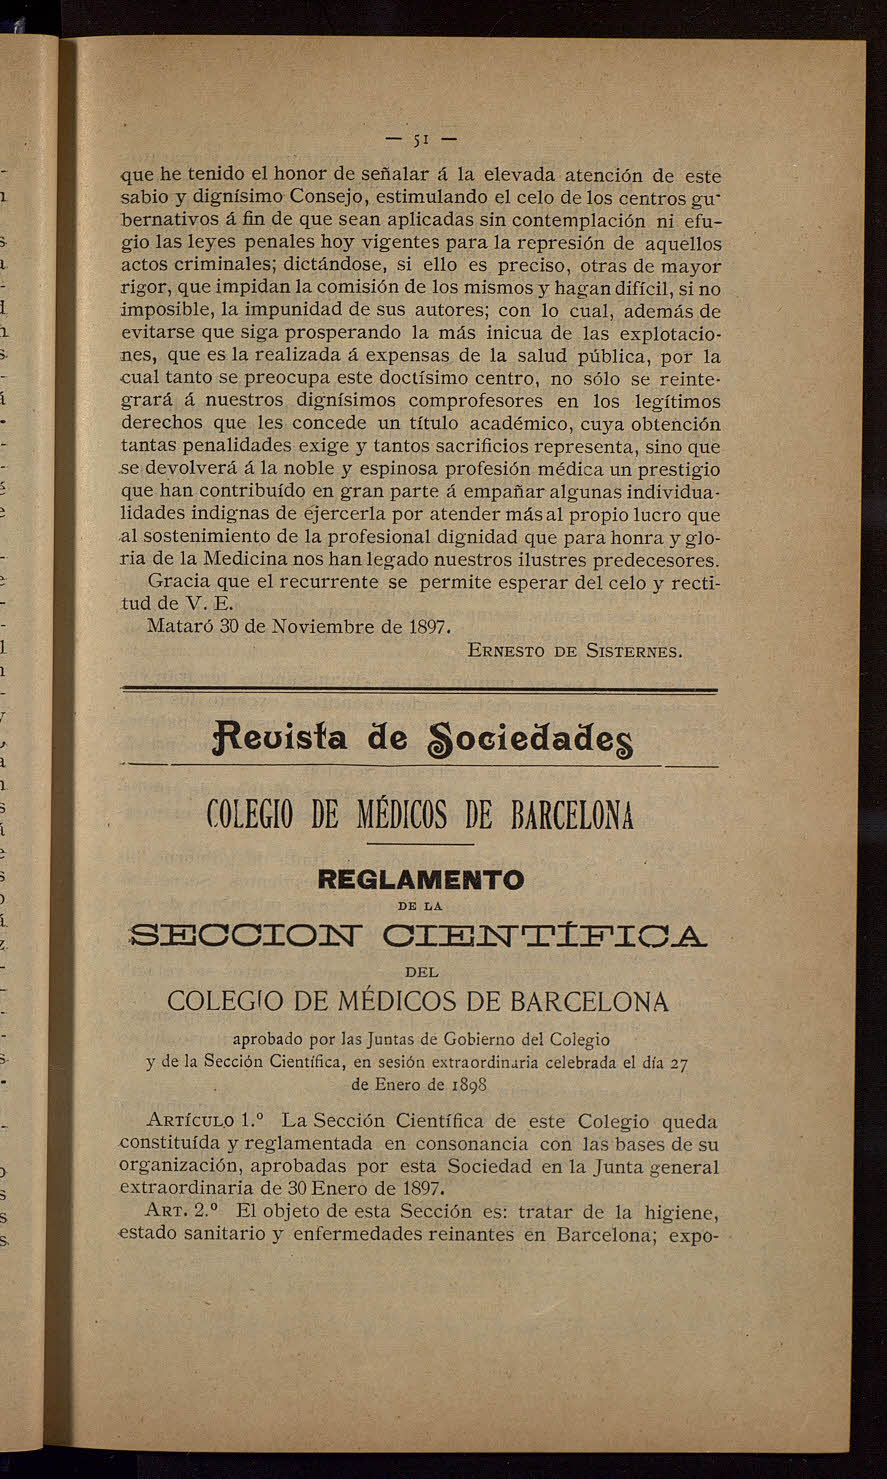 — 51 —
que he tenido el honor de señalar á la elevada atención de este
sabio y dignísimo Consejo, estimulando el celo de los centros gu-
bernativos á fin de que sean aplicadas sin contemplación ni efu-
gio las leyes penales hoy vigentes para la represión de aquellos
actos criminales; dictándose, si ello es preciso, otras de mayor
rigor, que impidan la comisión de los mismos y hagan difícil, si no
imposible, la impunidad de sus autores; con lo cual, además de
evitarse que siga prosperando la más inicua de las explotacio-
nes, que es la realizada á expensas de la salud pública, por la
cual tanto se preocupa este doctísimo centro, no sólo se reinte-
grará á nuestros dignísimos comprofesores en los legítimos
derechos que les concede un título académico, cuya obtención
tantas penalidades exige y tantos sacrificios representa, sino que
se devolverá á la noble y espinosa profesión médica un prestigio
que han contribuído en gran parte á empañar algunas individua-
lidades indignas de ejercerla por atender más al propio lucro que
al sostenimiento de la profesional dignidad que para honra y glo-
ria de la Medicina nos han legado nuestros ilustres predecesores.
Gracia que el recurrente se permite esperar del celo y recti-
tud de V. E.
Mataró 30 de Noviembre de 1897.
ERNESTO DE SISTERNES.
Revista de Sociedades
COLEGIO DE MÉDICOS DE BARCELONA
REGLAMENTO
DE LA
SECCION CIENTÍFICA
DEL
COLEGIO DE MÉDICOS DE BARCELONA
aprobado por las Juntas de Gobierno del Colegio
y de la Sección Científica, en sesión extraordinaria celebrada el día 27
de Enero de 1898
ARTÍCULO 1.º La Sección Científica de este Colegio queda
constituída y reglamentada en consonancia con las bases de su
organización, aprobadas por esta Sociedad en la Junta general
extraordinaria de 30 Enero de 1897.
ART. 2.º El objeto de esta Sección es: tratar de la higiene,
estado sanitario y enfermedades reinantes en Barcelona; expo-